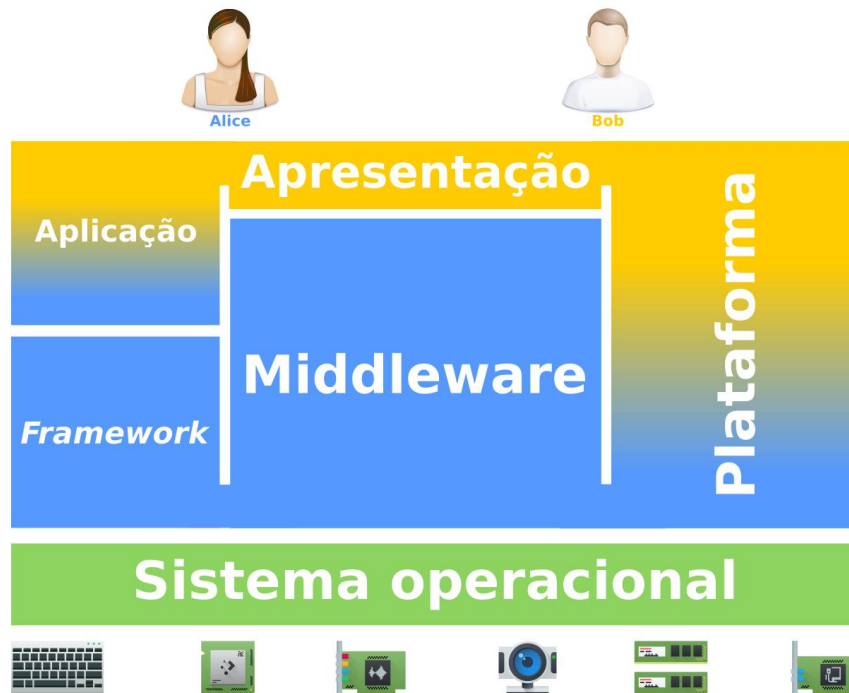 Alice
Bob
Apresentação
Aplicação
Plataforma
Middleware
Framework
Sistema operacional